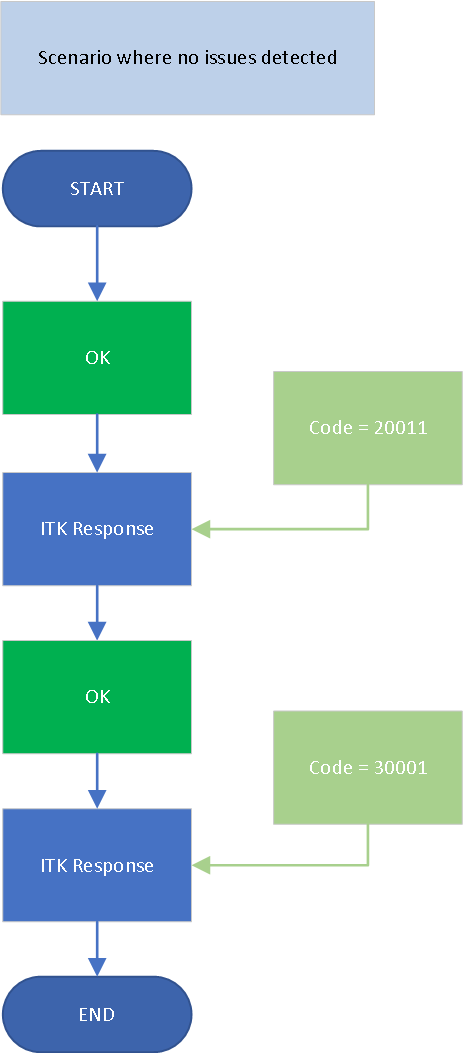 Scenario where no issues detected
START
OK
Code = 20011
ITK Response
OK
Code = 30001
ITK Response
END